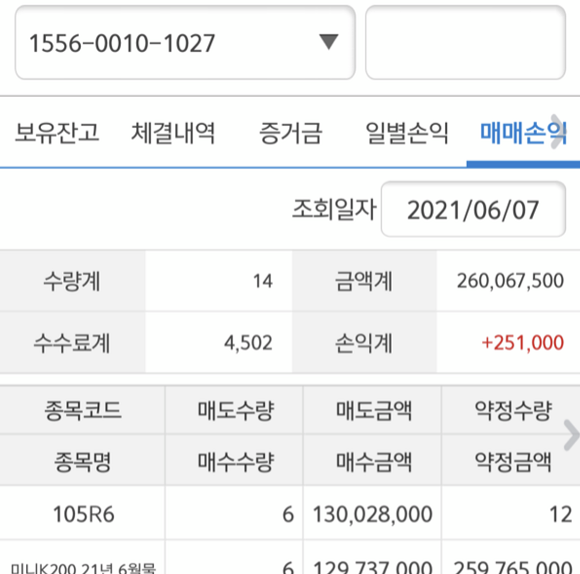 1556-0010-1027 ▼
보유잔고 체결내역 증거금 일별손익 매매손익
조회일자 2021/06/07
수량계 14 금액계 260,067,500
수수료계 4,502 손익계 +251,000
종목코드 매도수량 매도금액 약정수량
종목명 매수수량 매수금액 약정금액
105R6 6 130,028,000 12
미니K200 21년 6월물 6 129,737,000 259,765,000